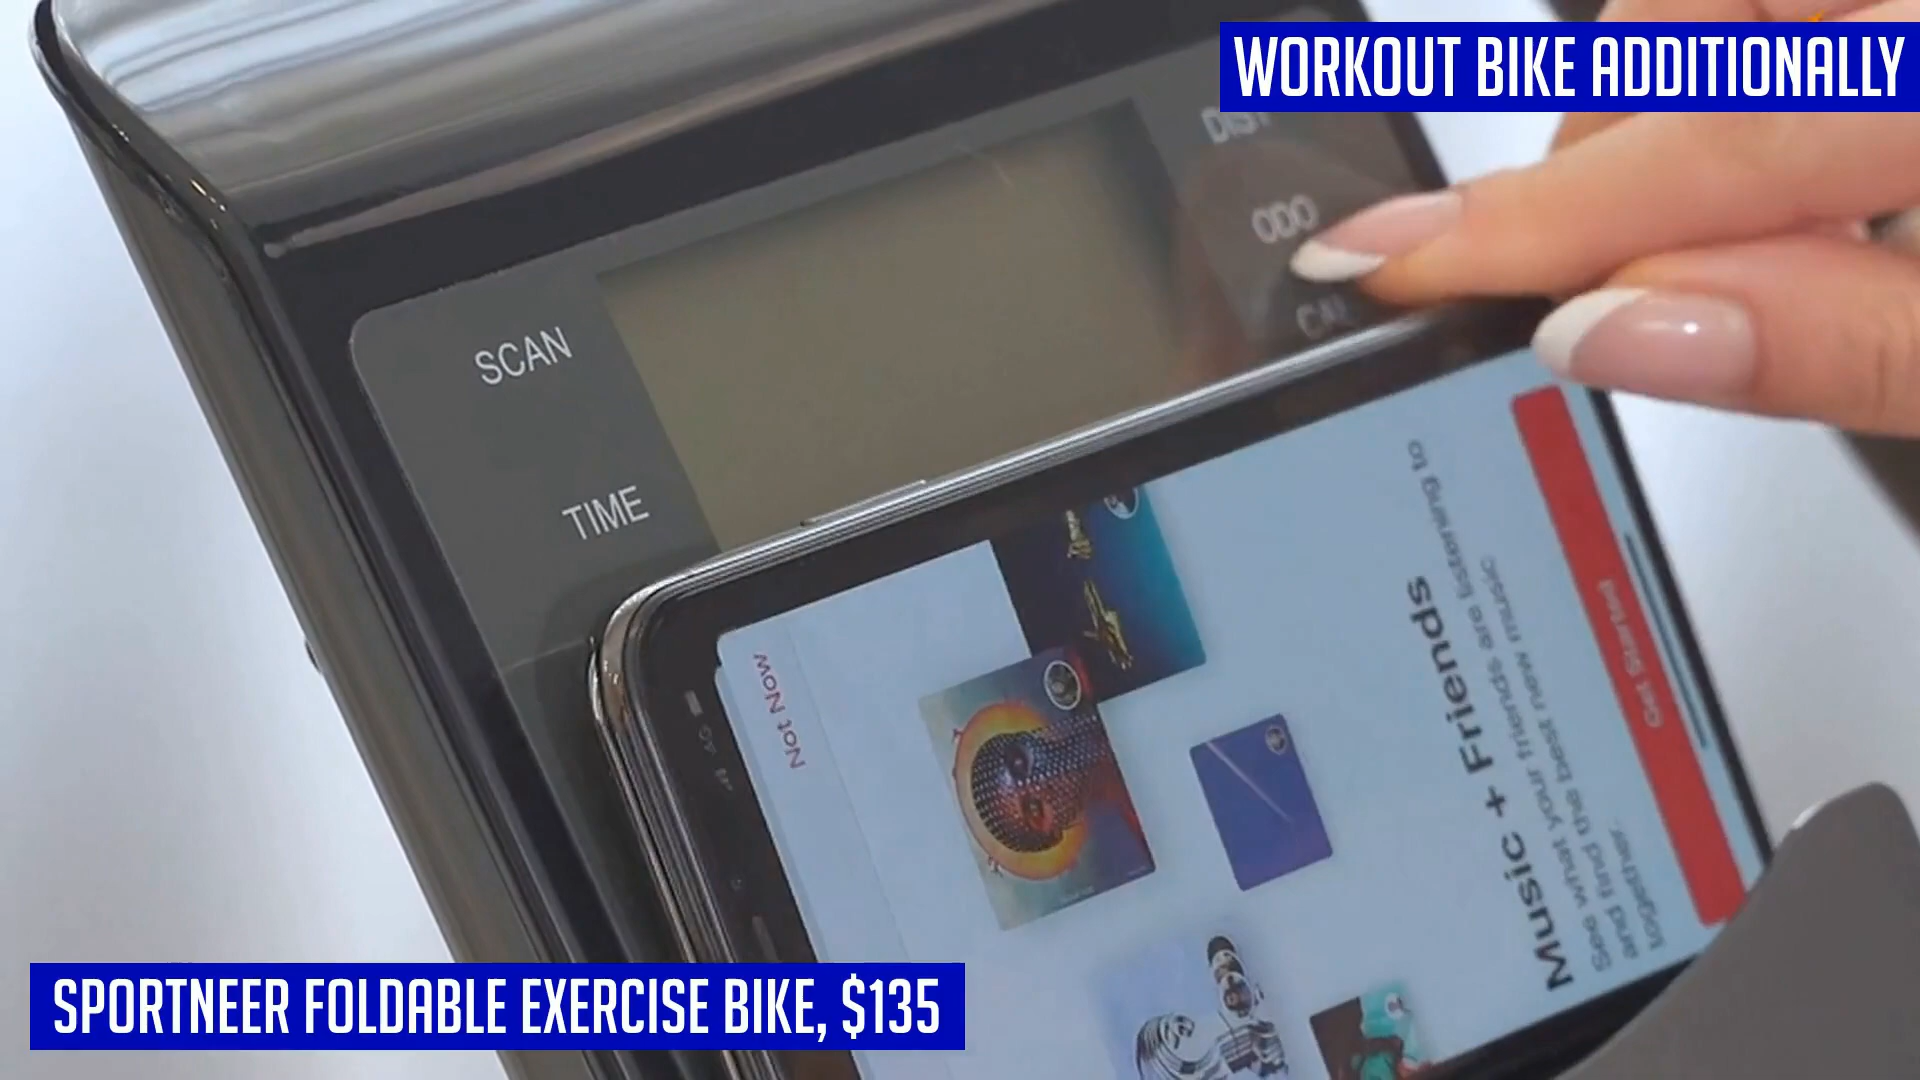 WORKOUT BIKE ADDITIONALLY
DIST
ODO
CAL
SCAN
TIME
4G
Not Now
Music + Friends
See what your friends are listening to
and find the best new music
together.
Get Started
SPORTNEER FOLDABLE EXERCISE BIKE, $135